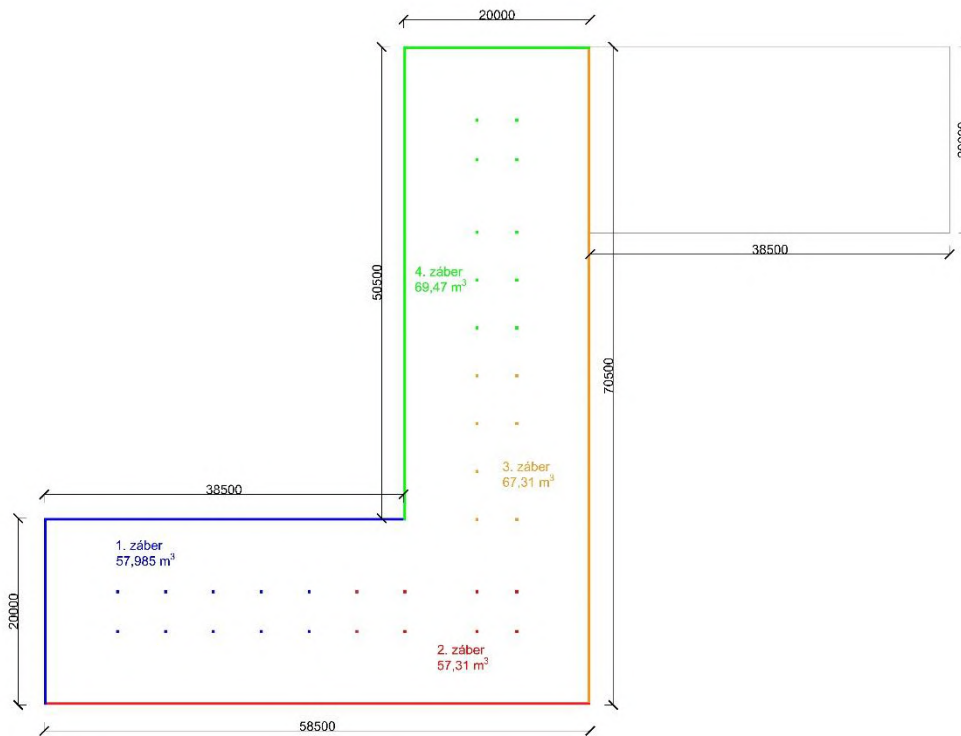 20000
38500
50500
4. záber
69,47 m³
70500
3. záber
67,31 m³
38500
1. záber
57,985 m³
20000
2. záber
57,31 m³
58500